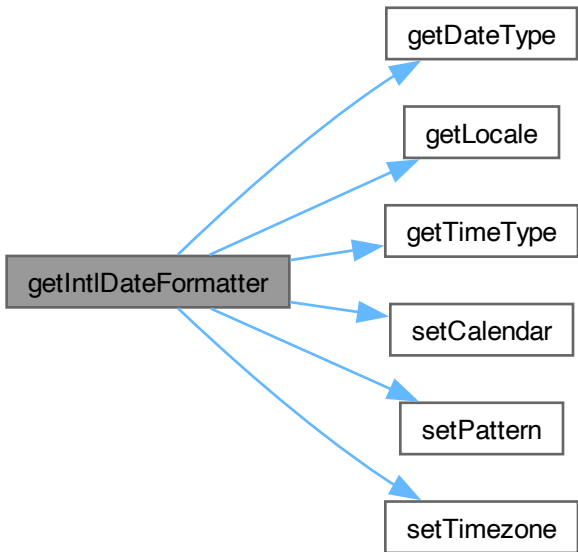 getDateType
getLocale
getTimeType
getIntlDateFormatter
setCalendar
setPattern
setTimezone